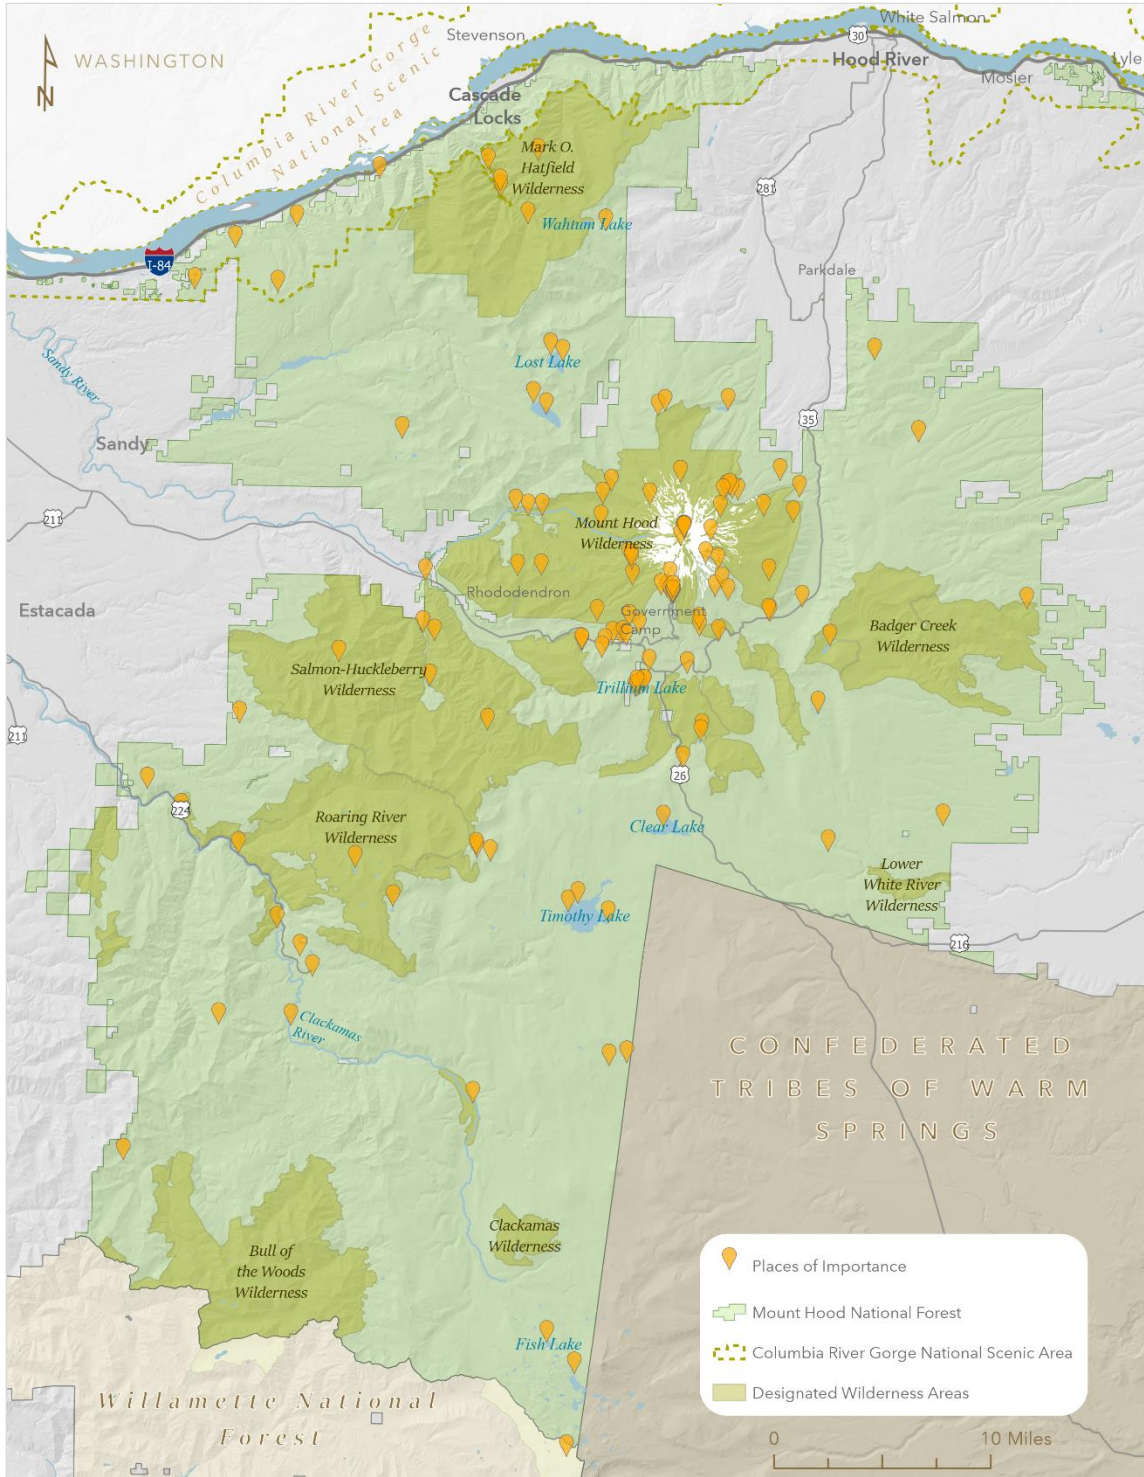 White Salmon
Stevenson
30
Hood River
Lyle
WASHINGTON
Mosier
Columbia River Gorge
National Scenic
Area
Cascade
Locks
N
Mark O.
Hatfield
Wilderness
281
Wahtum Lake
I-84
Parkdale
Sandy River
Lost Lake
35
Sandy
211
Mount Hood
Wilderness
Rhododendron
Estacada
Government
Camp
Badger Creek
Wilderness
Salmon-Huckleberry
Wilderness
Trillium Lake
211
26
224
Roaring River
Wilderness
Clear Lake
Lower
White River
Wilderness
Timothy Lake
216
Clackamas
River
CONFEDERATED
TRIBES OF WARM
SPRINGS
Clackamas
Wilderness
Bull of
the Woods
Wilderness
Places of Importance
Mount Hood National Forest
Fish Lake
Columbia River Gorge National Scenic Area
Designated Wilderness Areas
Willamette National
Forest
0 10 Miles